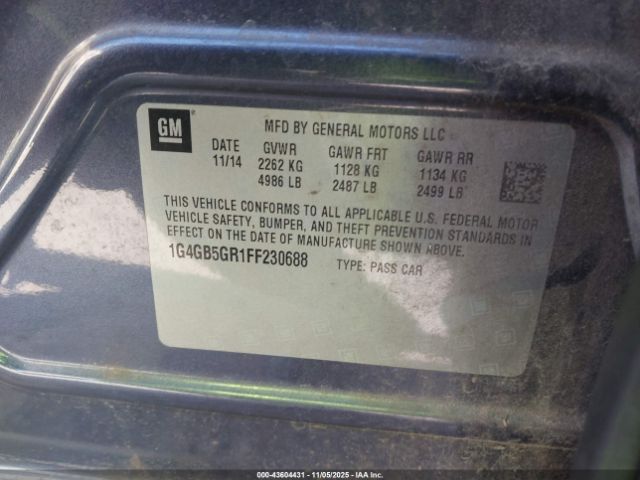 GM
MFD BY GENERAL MOTORS LLC
DATE GVWR GAWR FRT GAWR RR
11/14 2262 KG 1128 KG 1134 KG
4986 LB 2487 LB 2499 LB
THIS VEHICLE CONFORMS TO ALL APPLICABLE U.S. FEDERAL MOTOR
VEHICLE SAFETY, BUMPER, AND THEFT PREVENTION STANDARDS IN
EFFECT ON THE DATE OF MANUFACTURE SHOWN ABOVE.
1G4GB5GR1FF230688 TYPE: PASS CAR
00-43604431 - 11/05/2025 - IAA Inc.